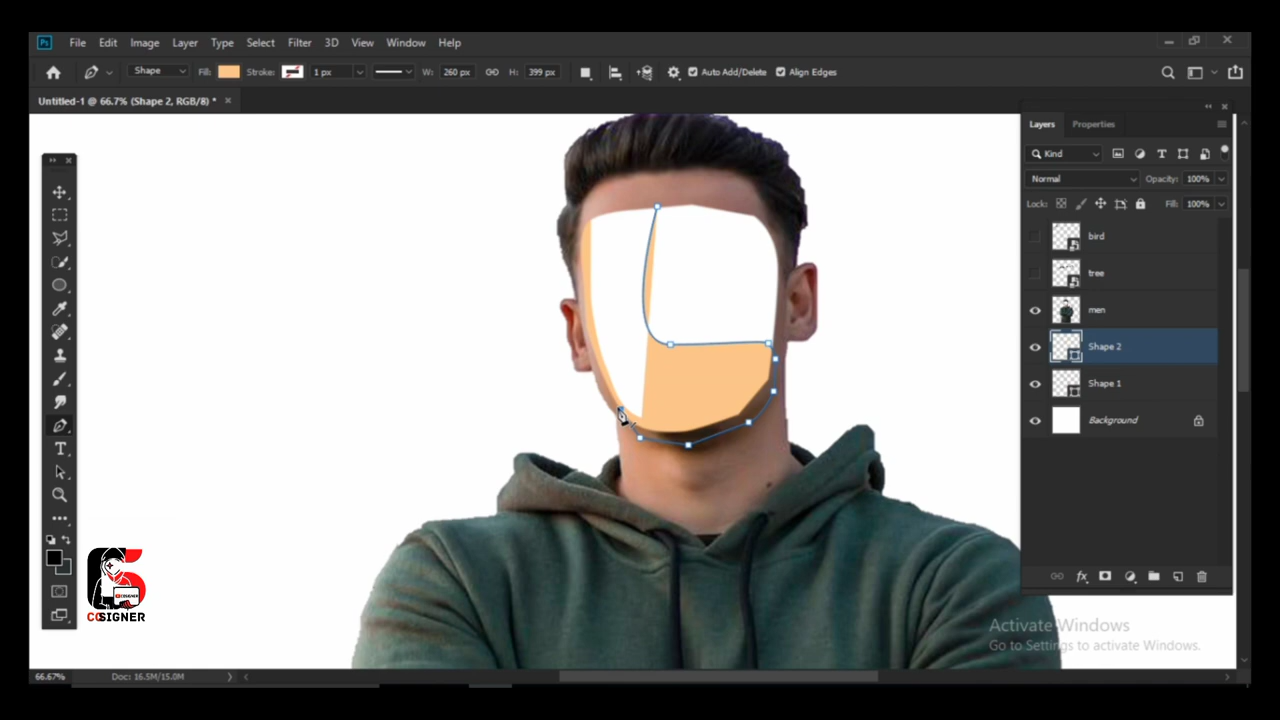 Ps File Edit Image Layer Type Select Filter 3D View Window Help
Shape Fill: Stroke: 1 px W: 260 px H: 399 px Auto Add/Delete Align Edges
Untitled-1 @ 66.7% (Shape 2, RGB/8) *
Layers Properties
Kind
Normal Opacity: 100%
Lock: Fill: 100%
bird
tree
men
Shape 2
Shape 1
Background
COSIGNER
Activate Windows
Go to Settings to activate Windows.
66.67% Doc: 16.5M/15.0M